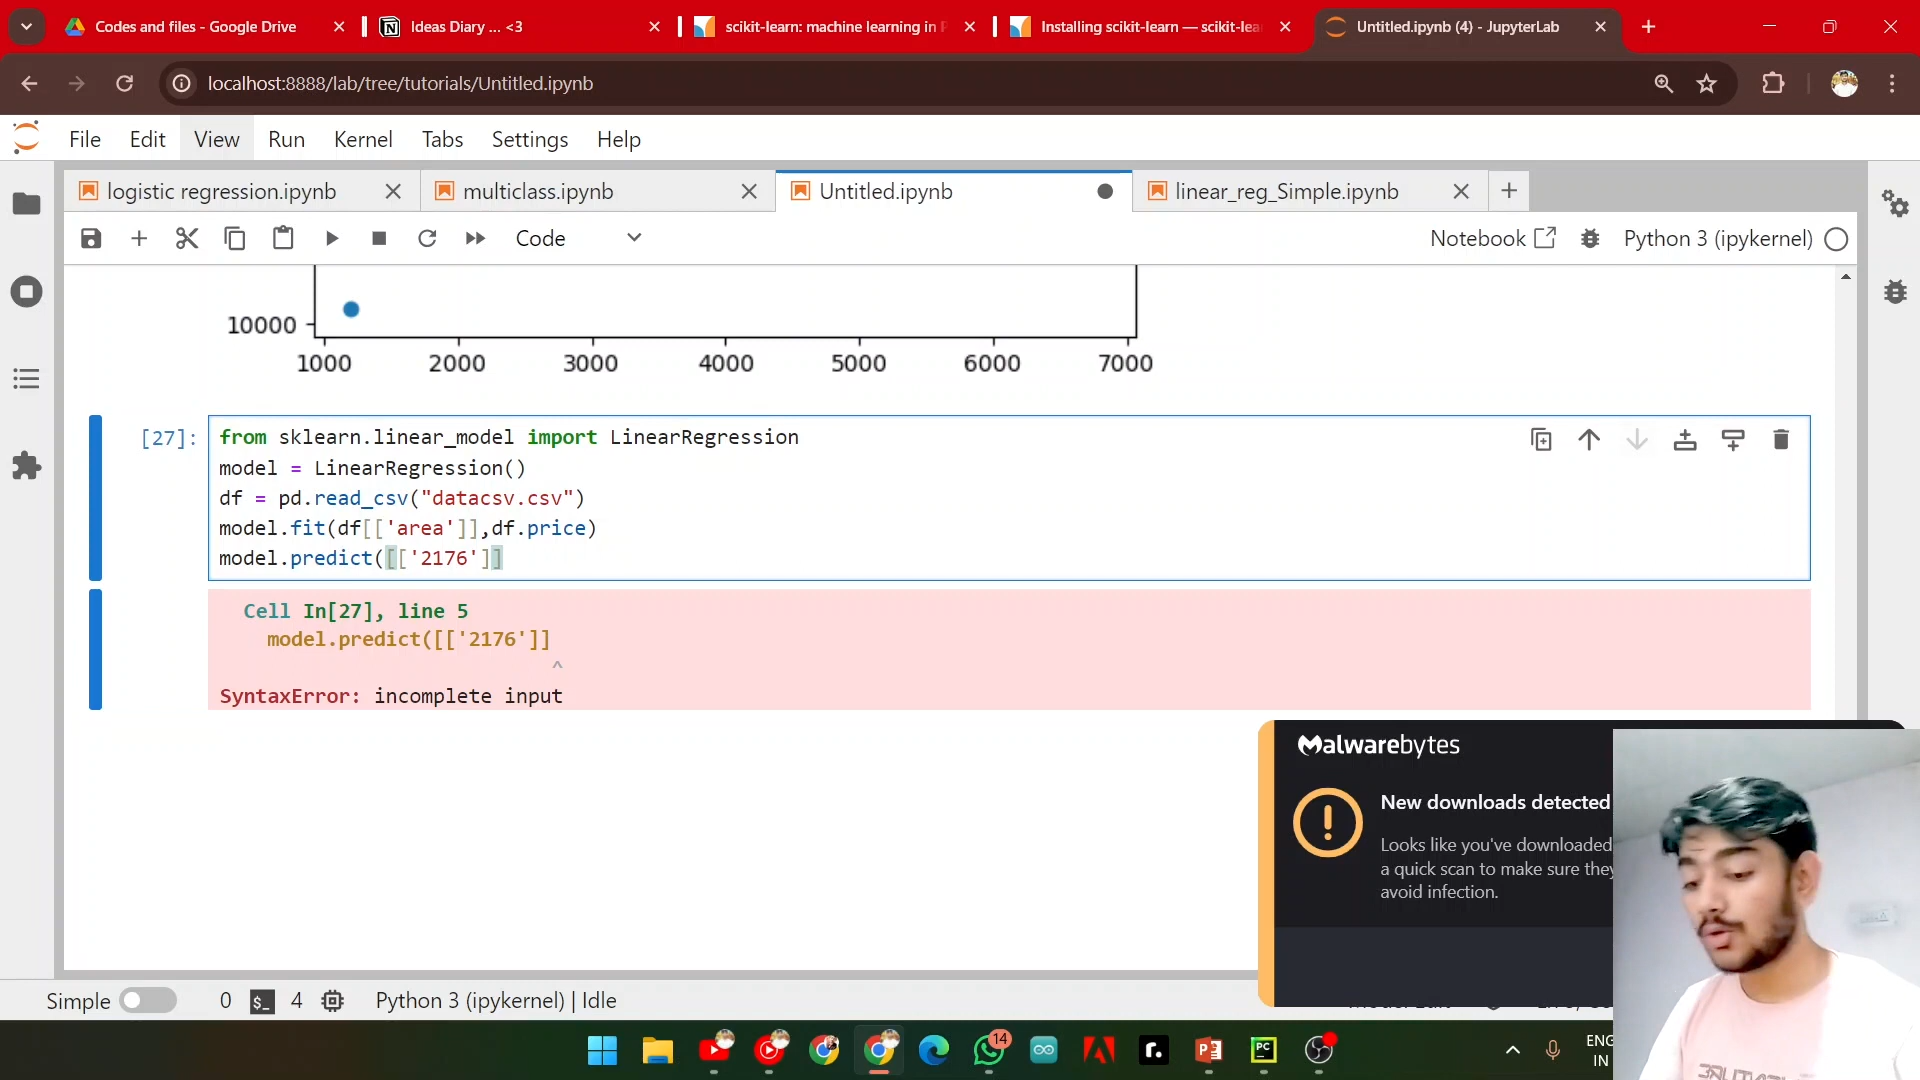 Codes and files - Google Drive
Ideas Diary ... <3
scikit-learn: machine learning in
Installing scikit-learn — scikit-lea
Untitled.ipynb (4) - JupyterLab
localhost:8888/lab/tree/tutorials/Untitled.ipynb
File Edit View Run Kernel Tabs Settings Help
logistic regression.ipynb
multiclass.ipynb
Untitled.ipynb
linear_reg_Simple.ipynb
Code
Notebook
Python 3 (ipykernel)
10000
1000 2000 3000 4000 5000 6000 7000
[27]:
from sklearn.linear_model import LinearRegression
model = LinearRegression()
df = pd.read_csv("datacsv.csv")
model.fit(df[['area']],df.price)
model.predict([['2176']]
Cell In[27], line 5
model.predict([['2176']]
^
SyntaxError: incomplete input
Malwarebytes
New downloads detected
Looks like you've downloaded
a quick scan to make sure they
avoid infection.
Simple
0
$_
4
Python 3 (ipykernel) | Idle
14
PC
ENG
IN